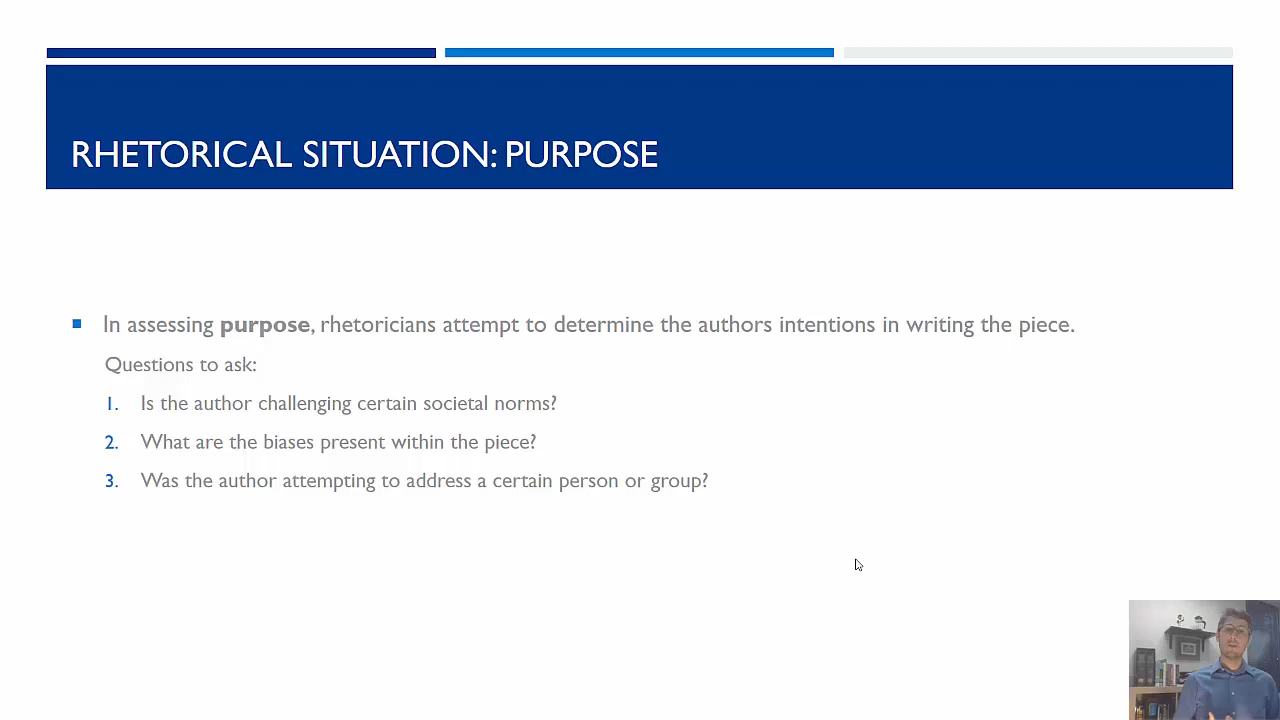 RHETORICAL SITUATION: PURPOSE
In assessing purpose, rhetoricians attempt to determine the authors intentions in writing the piece.
Questions to ask:
1. Is the author challenging certain societal norms?
2. What are the biases present within the piece?
3. Was the author attempting to address a certain person or group?